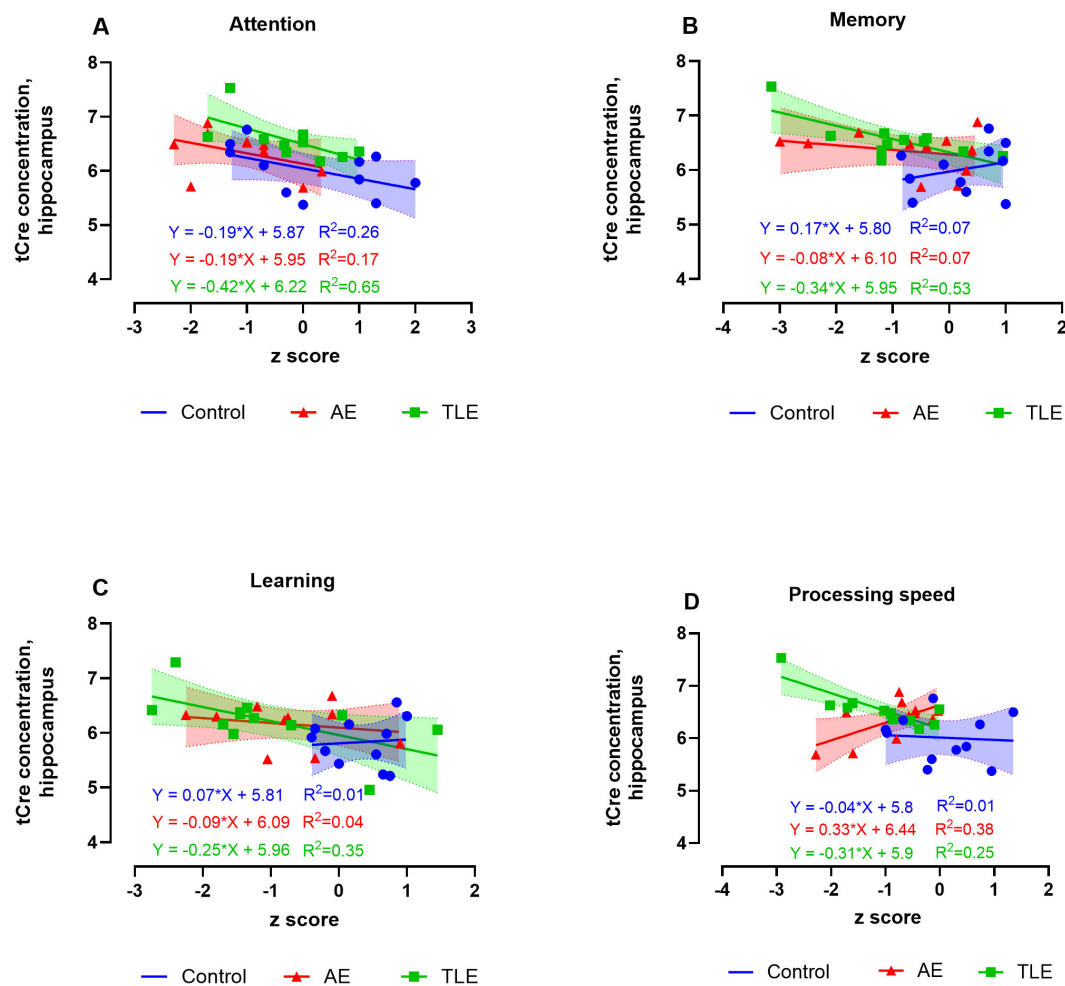 A
Attention
tCre concentration,
hippocampus
8
7
6
5
4
Y = -0.19*X + 5.87 R²=0.26
Y = -0.19*X + 5.95 R²=0.17
Y = -0.42*X + 6.22 R²=0.65
-3 -2 -1 0 1 2 3
z score
Control AE TLE
B
Memory
tCre concentration,
hippocampus
8
7
6
5
4
Y = 0.17*X + 5.80 R²=0.07
Y = -0.08*X + 6.10 R²=0.07
Y = -0.34*X + 5.95 R²=0.53
-4 -3 -2 -1 0 1 2
z score
Control AE TLE
C
Learning
tCre concentration,
hippocampus
8
7
6
5
4
Y = 0.07*X + 5.81 R²=0.01
Y = -0.09*X + 6.09 R²=0.04
Y = -0.25*X + 5.96 R²=0.35
-3 -2 -1 0 1 2
z score
Control AE TLE
D
Processing speed
tCre concentration,
hippocampus
8
7
6
5
4
Y = -0.04*X + 5.8 R²=0.01
Y = 0.33*X + 6.44 R²=0.38
Y = -0.31*X + 5.9 R²=0.25
-4 -3 -2 -1 0 1 2
z score
Control AE TLE